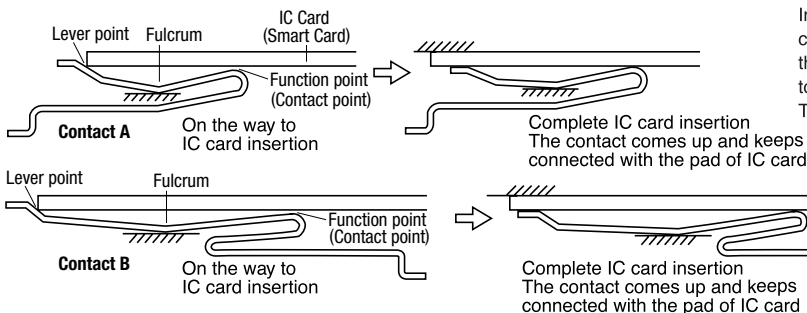 IC Card
(Smart Card)
Lever point
Fulcrum
Function point
(Contact point)
Contact A
On the way to
IC card insertion
Complete IC card insertion
The contact comes up and keeps
connected with the pad of IC card
Lever point
Fulcrum
Function point
(Contact point)
Contact B
On the way to
IC card insertion
Complete IC card insertion
The contact comes up and keeps
connected with the pad of IC card